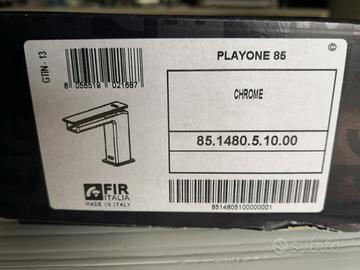 GTIN - 13
8 056519 021687
PLAYONE 85
©
CHROME
85.1480.5.10.00
FIR
ITALIA
MADE IN ITALY
8514805100000001
subito